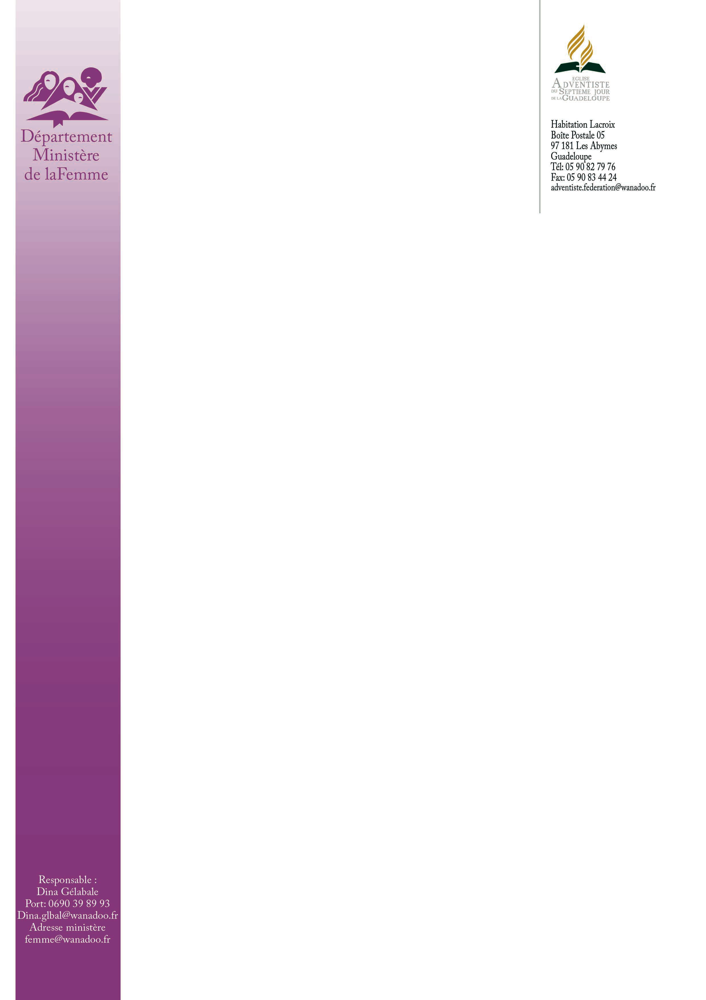 Département
Ministère
de laFemme
EGLISE
ADVENTISTE
DU SEPTIEME JOUR
DE LA GUADELOUPE
Habitation Lacroix
Boîte Postale 05
97 181 Les Abymes
Guadeloupe
Tél: 05 90 82 79 76
Fax: 05 90 83 44 24
adventiste.federation@wanadoo.fr
Responsable :
Dina Gélabale
Port: 0690 39 89 93
Dina.glbal@wanadoo.fr
Adresse ministère
femme@wanadoo.fr